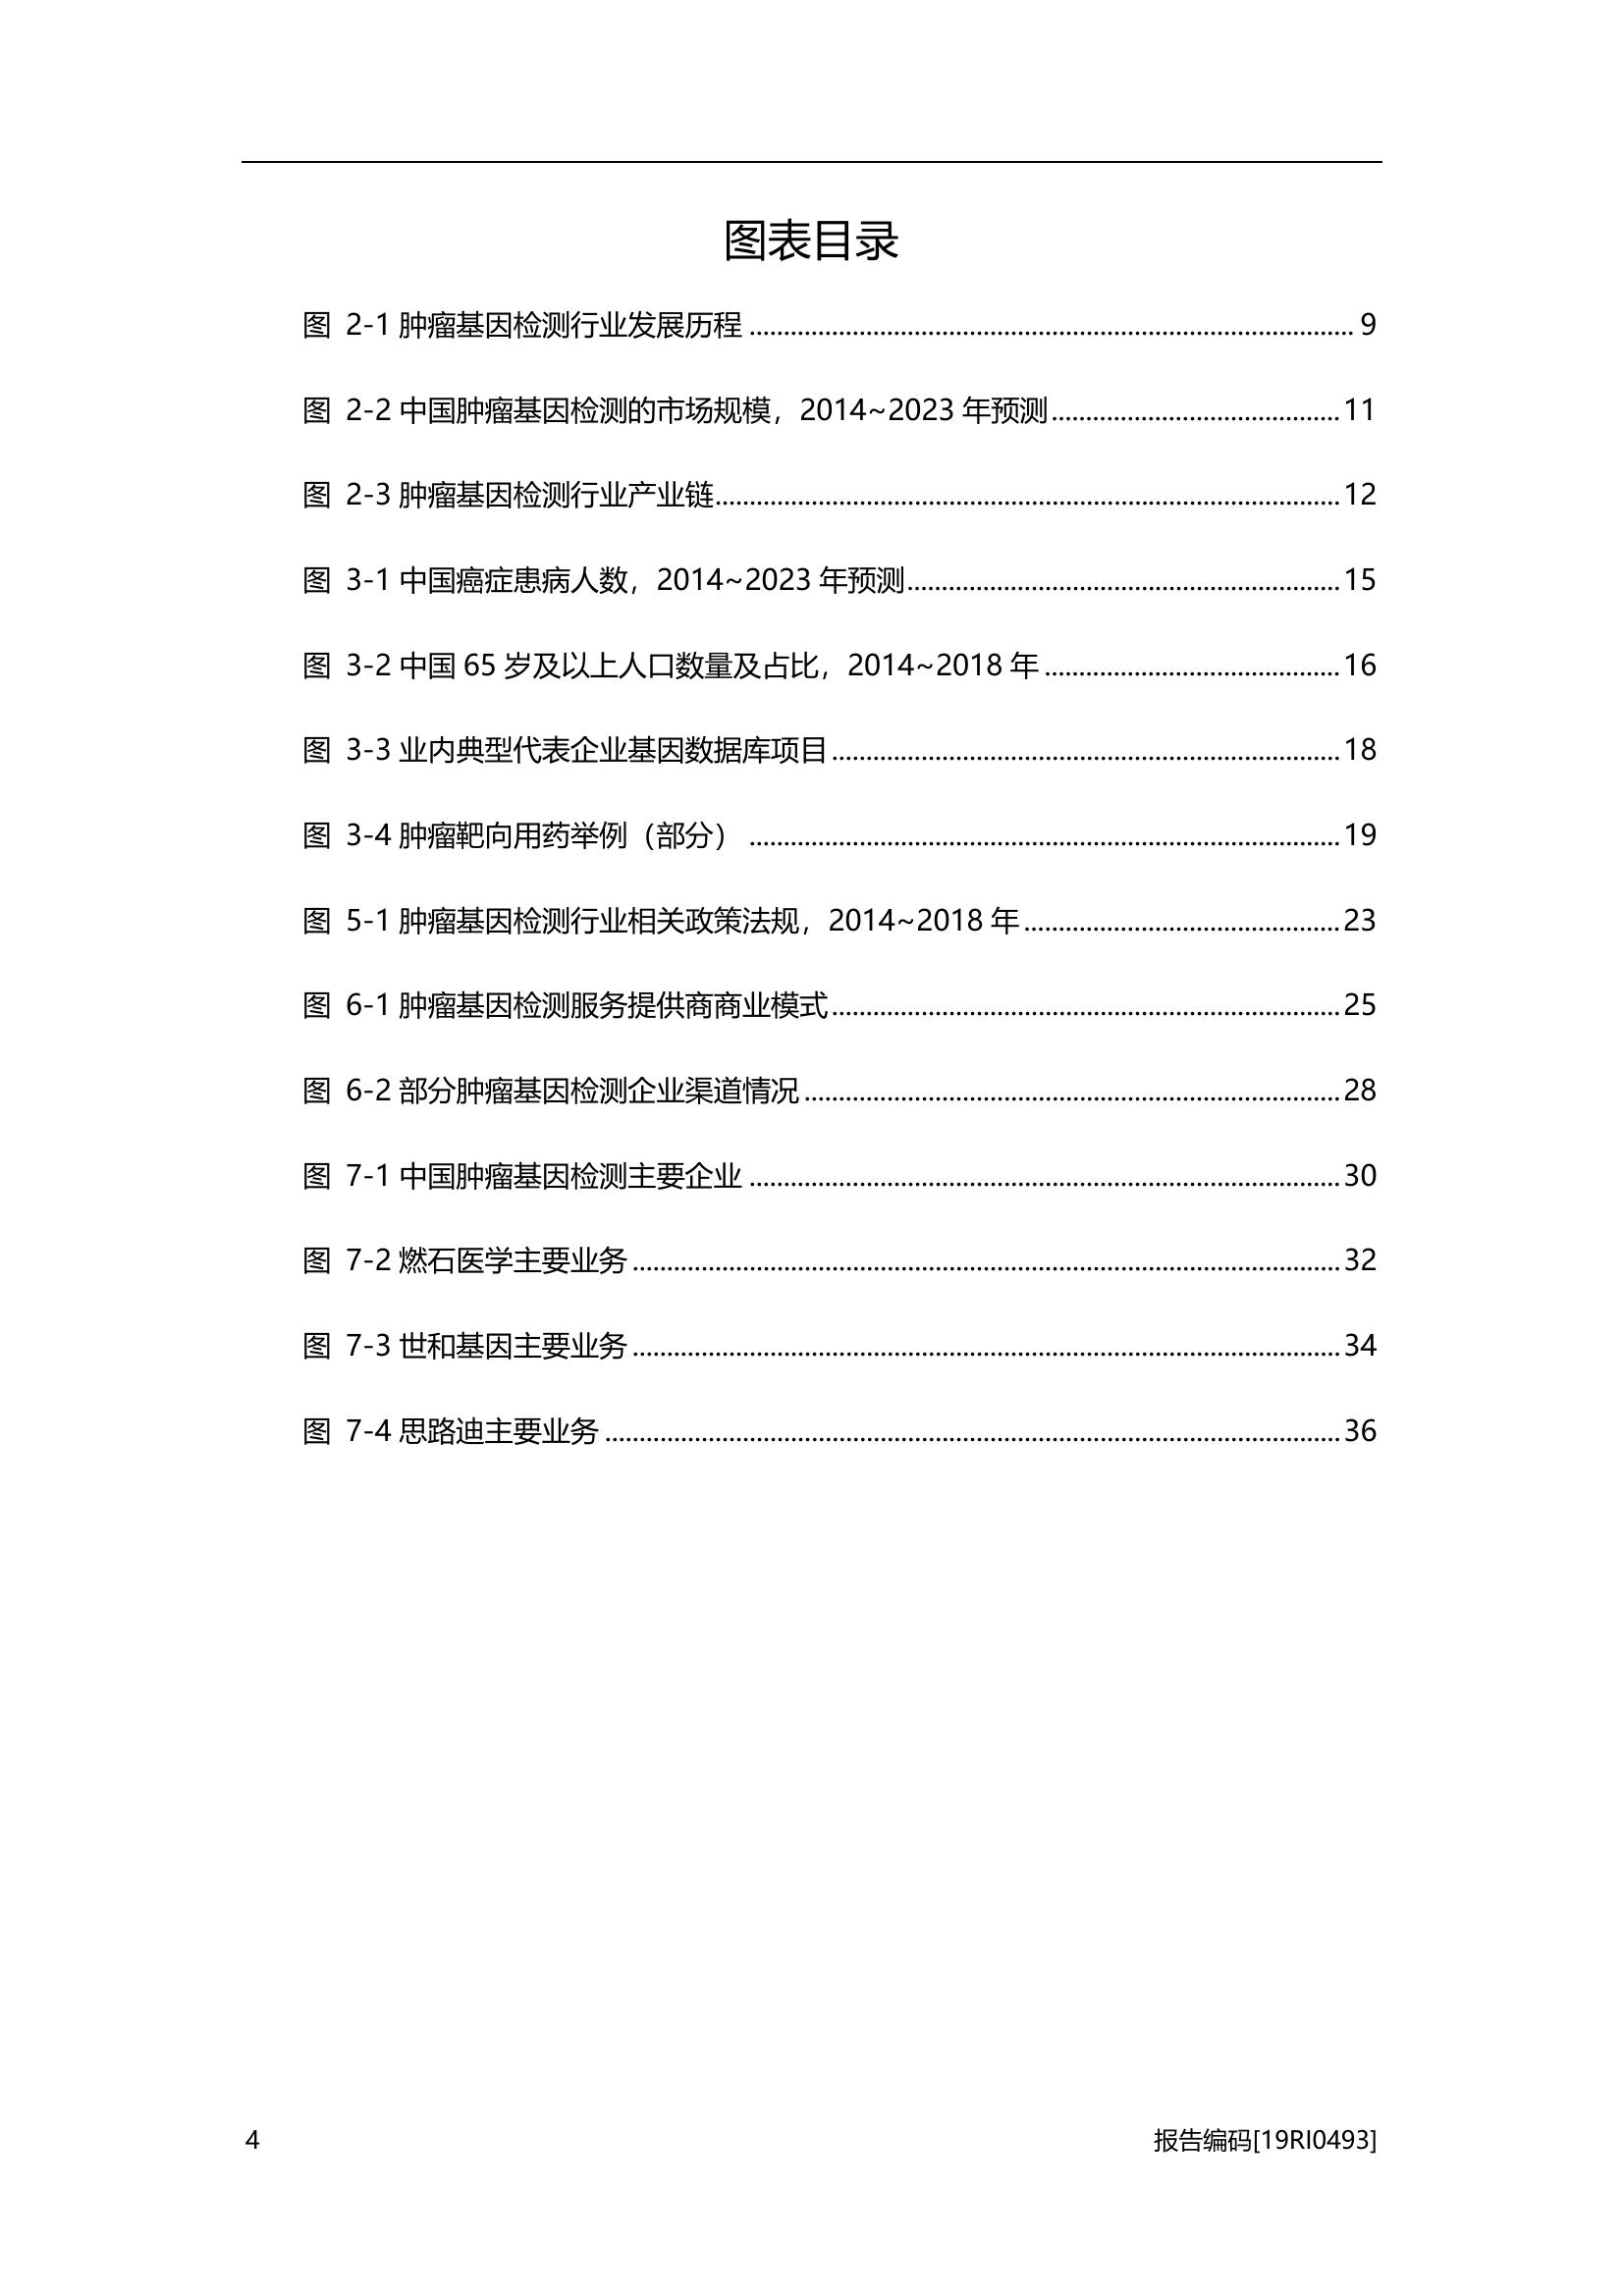 图表目录
图 2-1 肿瘤基因检测行业发展历程 ........................ 9
图 2-2 中国肿瘤基因检测的市场规模，2014~2023 年预测 ........................ 11
图 2-3 肿瘤基因检测行业产业链 ........................ 12
图 3-1 中国癌症患病人数，2014~2023 年预测 ........................ 15
图 3-2 中国 65 岁及以上人口数量及占比，2014~2018 年 ........................ 16
图 3-3 业内典型代表企业基因数据库项目 ........................ 18
图 3-4 肿瘤靶向用药举例（部分） ........................ 19
图 5-1 肿瘤基因检测行业相关政策法规，2014~2018 年 ........................ 23
图 6-1 肿瘤基因检测服务提供商商业模式 ........................ 25
图 6-2 部分肿瘤基因检测企业渠道情况 ........................ 28
图 7-1 中国肿瘤基因检测主要企业 ........................ 30
图 7-2 燃石医学主要业务 ........................ 32
图 7-3 世和基因主要业务 ........................ 34
图 7-4 思路迪主要业务 ........................ 36
4 报告编码[19RI0493]